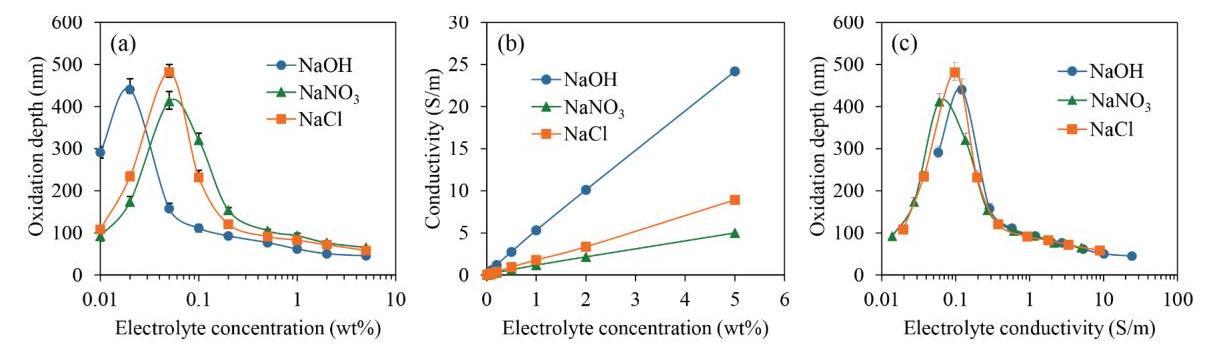 (a)
Oxidation depth (nm)
600
500
400
300
200
100
0
0.01
0.1
1
10
Electrolyte concentration (wt%)
NaOH
NaNO₃
NaCl
(b)
Conductivity (S/m)
30
25
20
15
10
5
0
0
1
2
3
4
5
6
Electrolyte concentration (wt%)
NaOH
NaNO₃
NaCl
(c)
Oxidation depth (nm)
600
500
400
300
200
100
0
0.01
0.1
1
10
100
Electrolyte conductivity (S/m)
NaOH
NaNO₃
NaCl